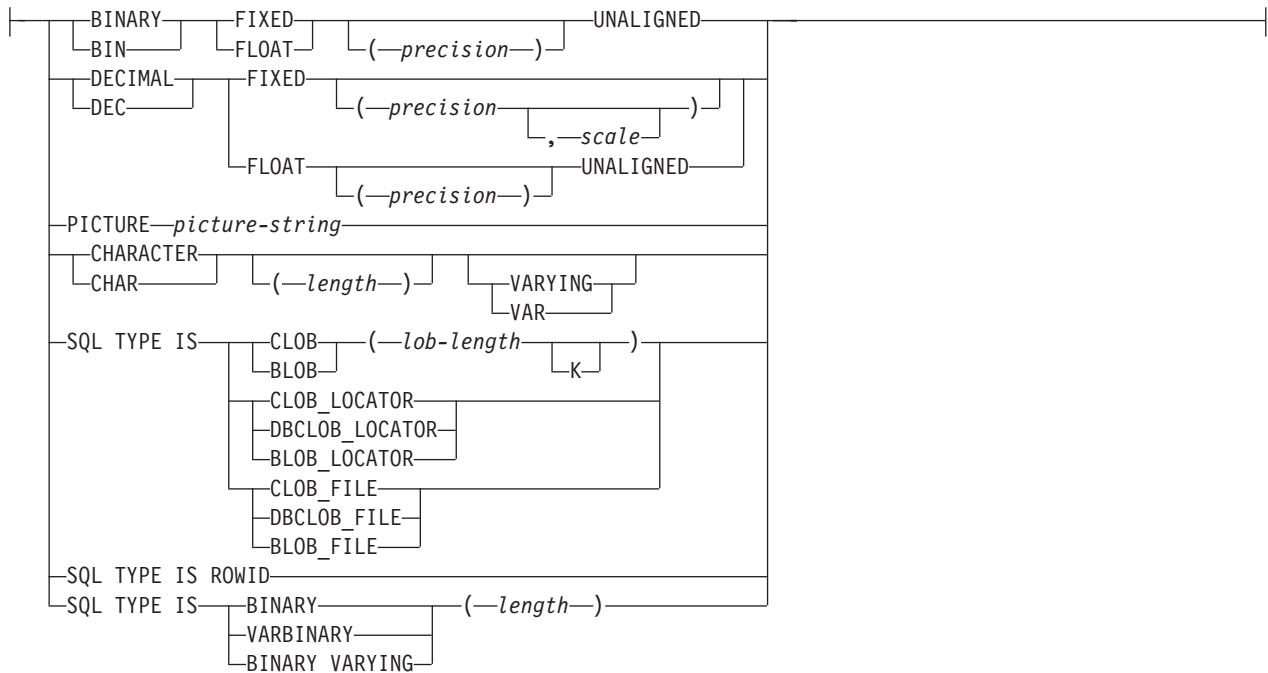 BINARY FIXED UNALIGNED
BIN FLOAT (precision)
DECIMAL FIXED
DEC (precision )
, scale
FLOAT UNALIGNED
(precision)
PICTURE picture-string
CHARACTER
CHAR (length) VARYING
VAR
SQL TYPE IS CLOB (lob-length )
BLOB K
CLOB_LOCATOR
DBCLOB_LOCATOR
BLOB_LOCATOR
CLOB_FILE
DBCLOB_FILE
BLOB_FILE
SQL TYPE IS ROWID
SQL TYPE IS BINARY (length)
VARBINARY
BINARY VARYING